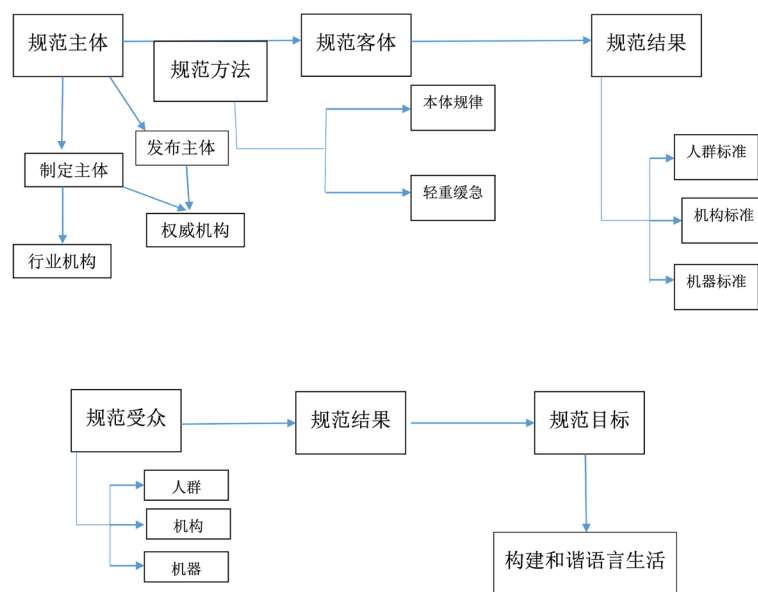 规范主体
规范方法
规范客体
规范结果
本体规律
轻重缓急
制定主体
发布主体
行业机构
权威机构
人群标准
机构标准
机器标准
规范受众
规范结果
规范目标
人群
机构
机器
构建和谐语言生活